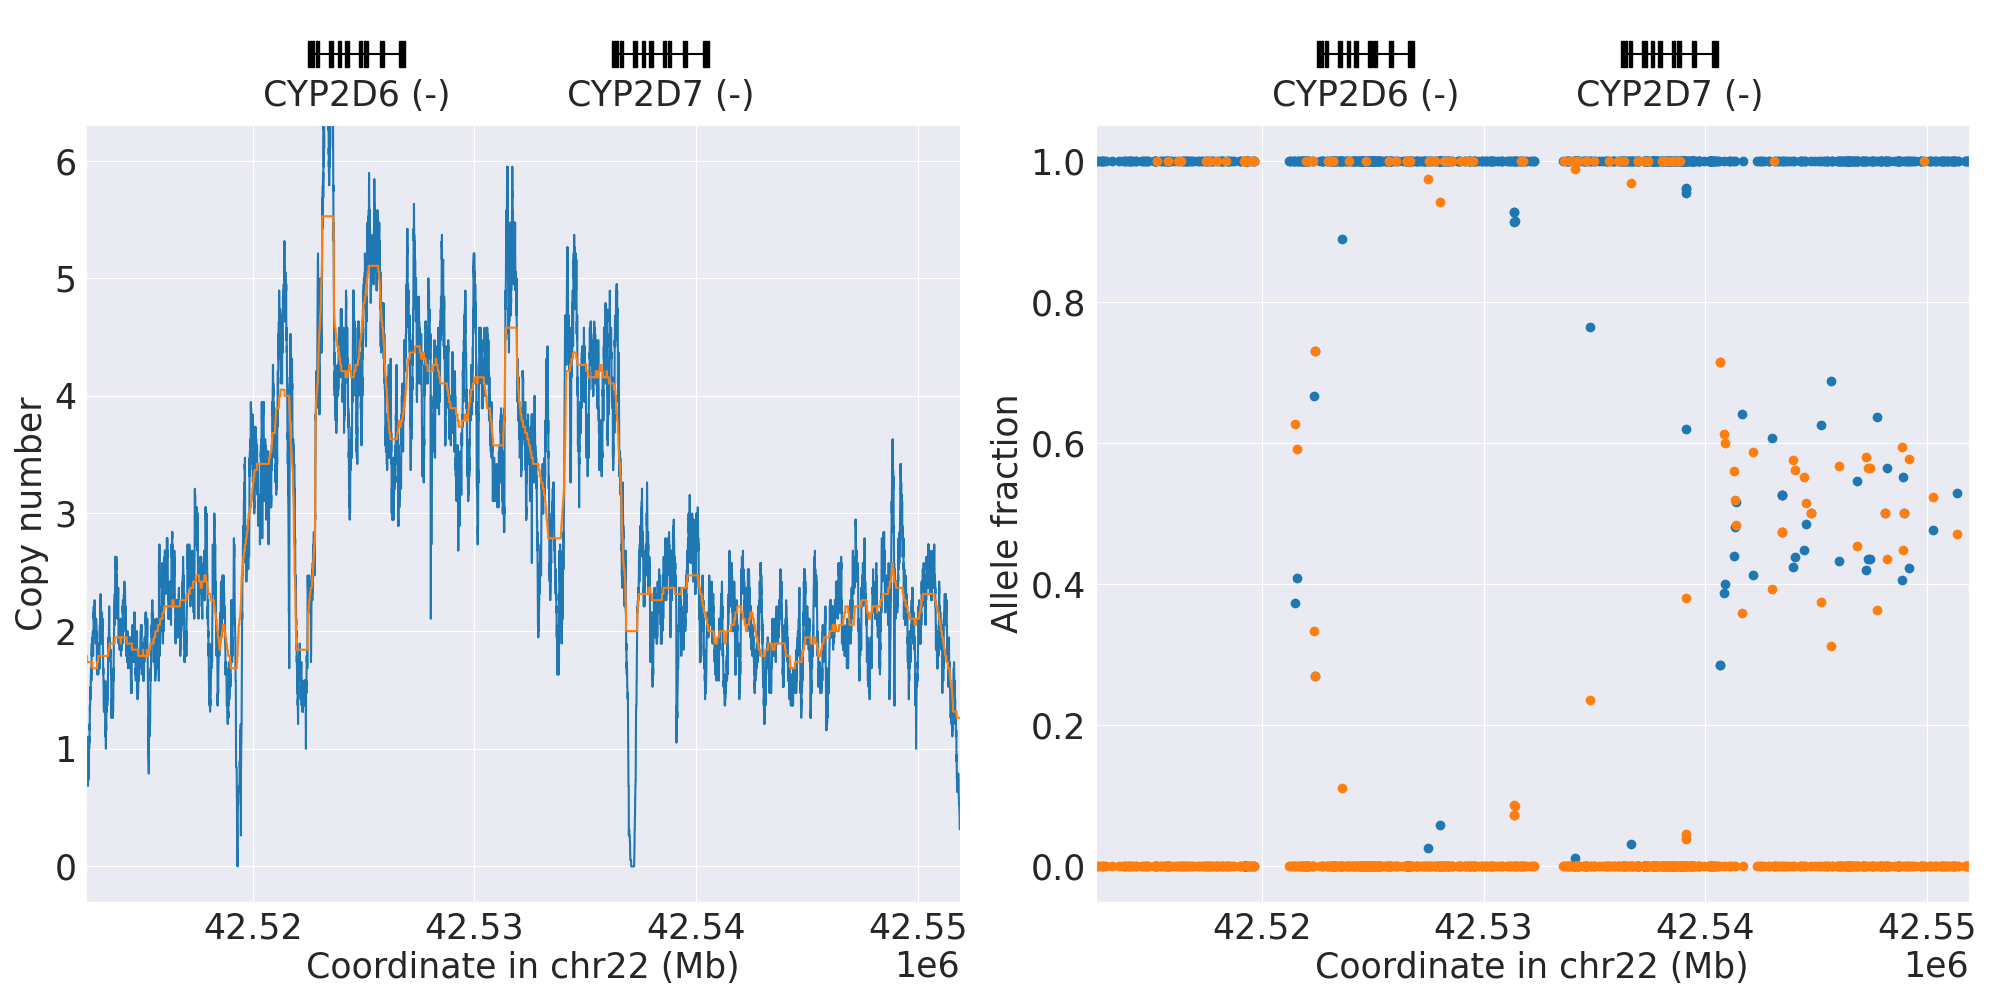 CYP2D6 (-) CYP2D7 (-)
Copy number
6
5
4
3
2
1
0
42.52 42.53 42.54 42.55
Coordinate in chr22 (Mb) 1e6
CYP2D6 (-) CYP2D7 (-)
Allele fraction
1.0
0.8
0.6
0.4
0.2
0.0
42.52 42.53 42.54 42.55
Coordinate in chr22 (Mb) 1e6